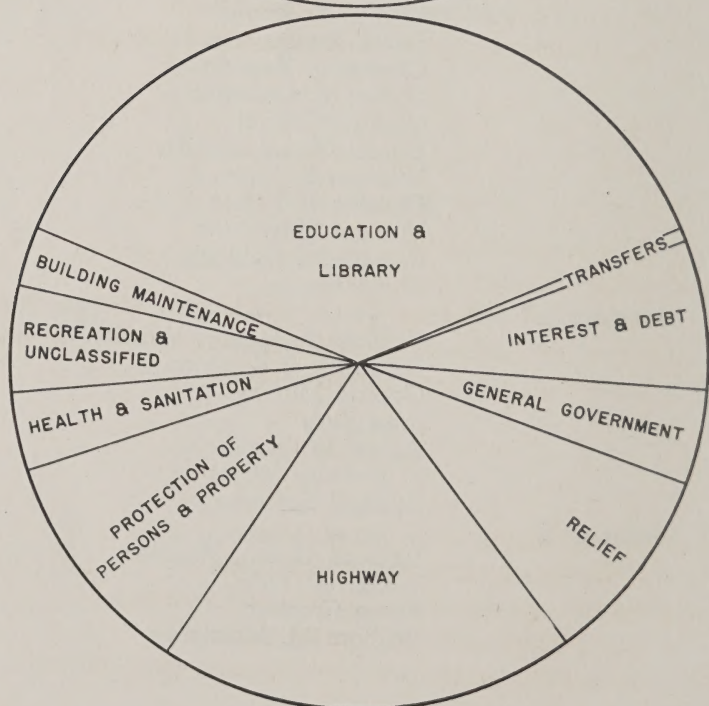 EDUCATION &
LIBRARY
TRANSFERS
BUILDING MAINTENANCE
INTEREST & DEBT
RECREATION &
UNCLASSIFIED
HEALTH & SANITATION
GENERAL GOVERNMENT
PROTECTION OF
PERSONS & PROPERTY
RELIEF
HIGHWAY